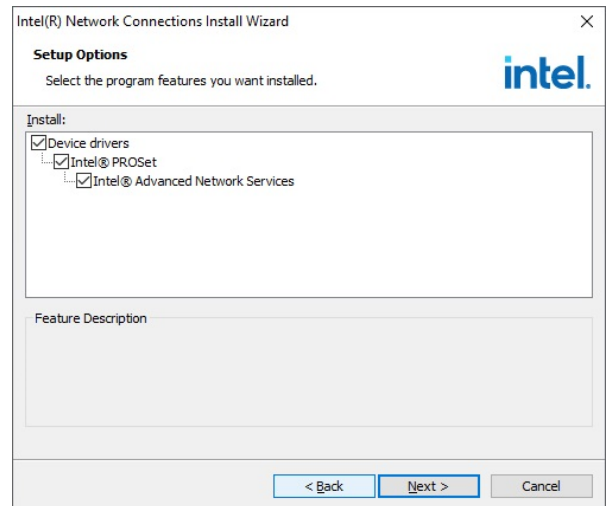 Intel(R) Network Connections Install Wizard
Setup Options
Select the program features you want installed.
intel.
Install:
Device drivers
Intel® PROSet
Intel® Advanced Network Services
Feature Description
< Back
Next >
Cancel